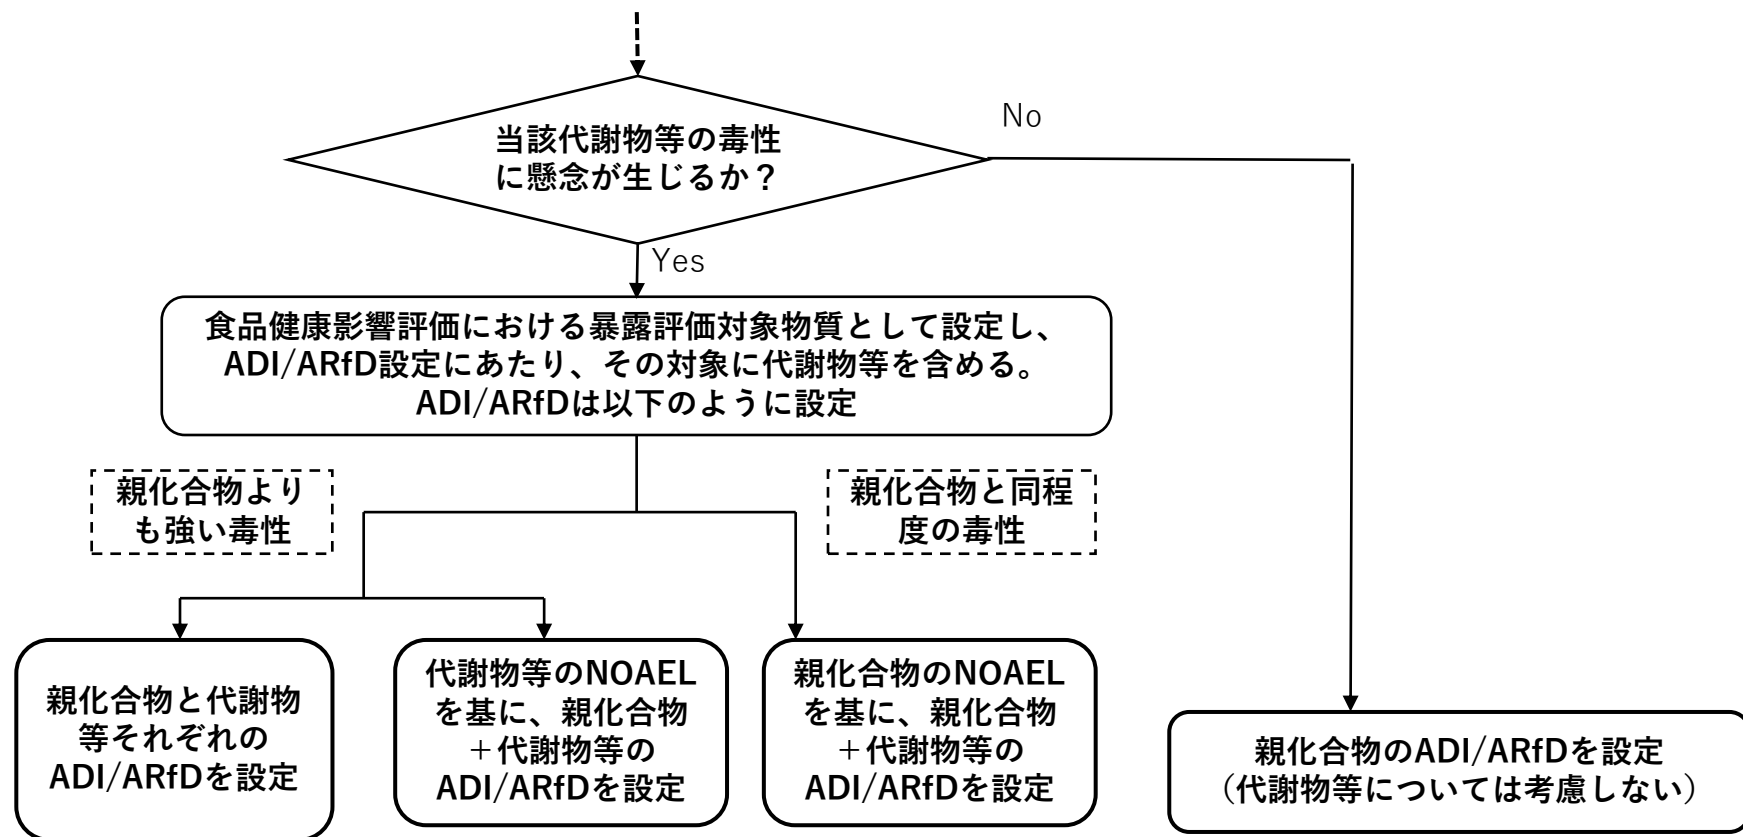 当該代謝物等の毒性
に懸念が生じるか？
No
Yes
食品健康影響評価における暴露評価対象物質として設定し、
ADI/ARfD設定にあたり、その対象に代謝物等を含める。
ADI/ARfDは以下のように設定
親化合物より
も強い毒性
親化合物と同程
度の毒性
親化合物と代謝物
等それぞれの
ADI/ARfDを設定
代謝物等のNOAEL
を基に、親化合物
＋代謝物等の
ADI/ARfDを設定
親化合物のNOAEL
を基に、親化合物
＋代謝物等の
ADI/ARfDを設定
親化合物のADI/ARfDを設定
（代謝物等については考慮しない）